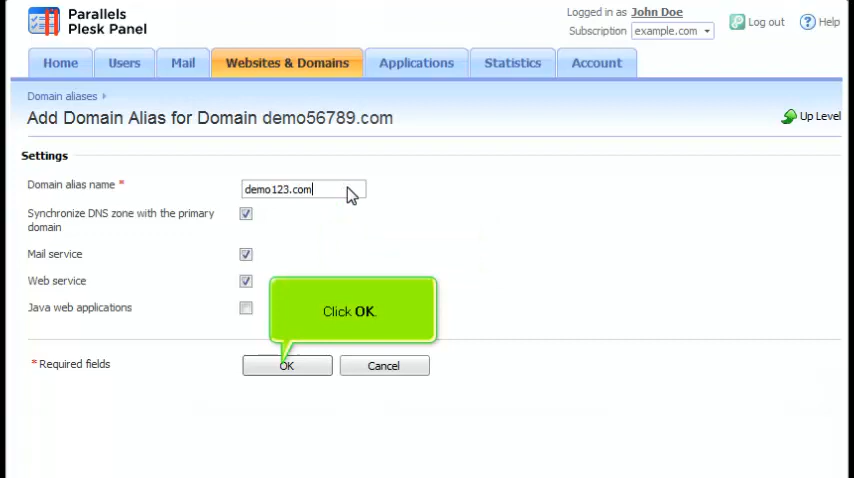 Parallels
Plesk Panel
Logged in as John Doe
Subscription example.com
Log out
Help
Home
Users
Mail
Websites & Domains
Applications
Statistics
Account
Domain aliases
Add Domain Alias for Domain demo56789.com
Up Level
Settings
Domain alias name *
demo123.com
Synchronize DNS zone with the primary
domain
Mail service
Web service
Java web applications
Click OK.
* Required fields
OK
Cancel